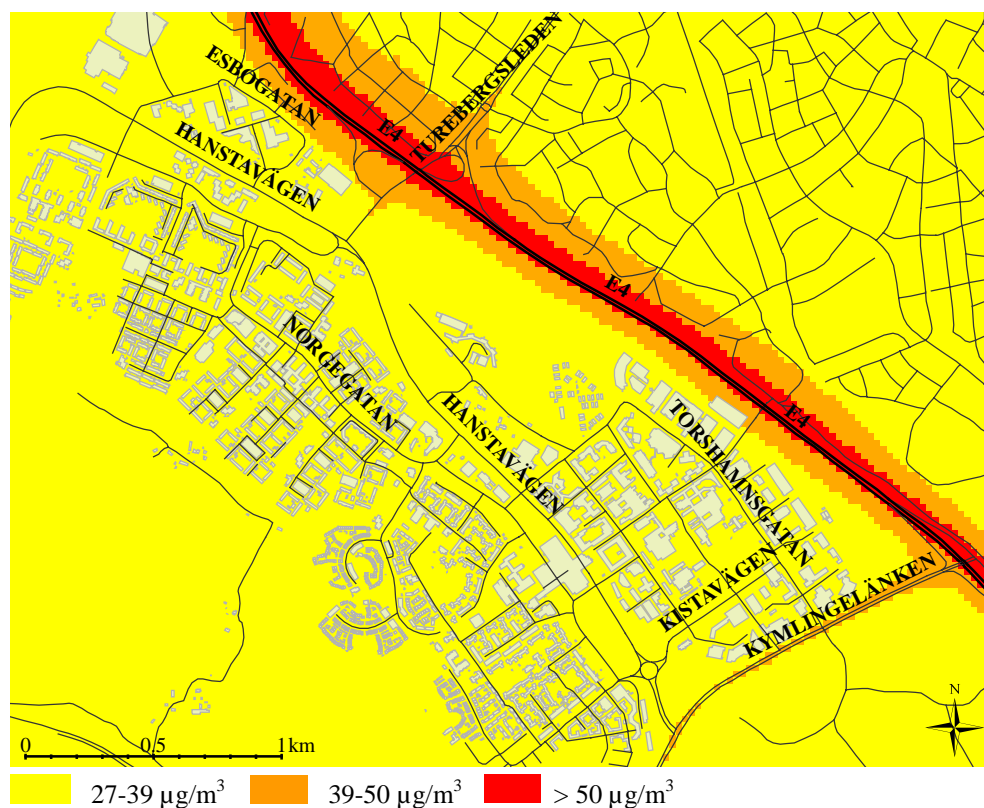 ESBOGATAN
TUREBERGSLEDEN
E4
HANSTAVÄGEN
E4
NORGEGATAN
HANSTAVÄGEN
TORSHAMNSGATAN
E4
KISTAVÄGEN
KYMLINGELÄNKEN
N
0 0,5 1 km
27-39 µg/m³ 39-50 µg/m³ > 50 µg/m³